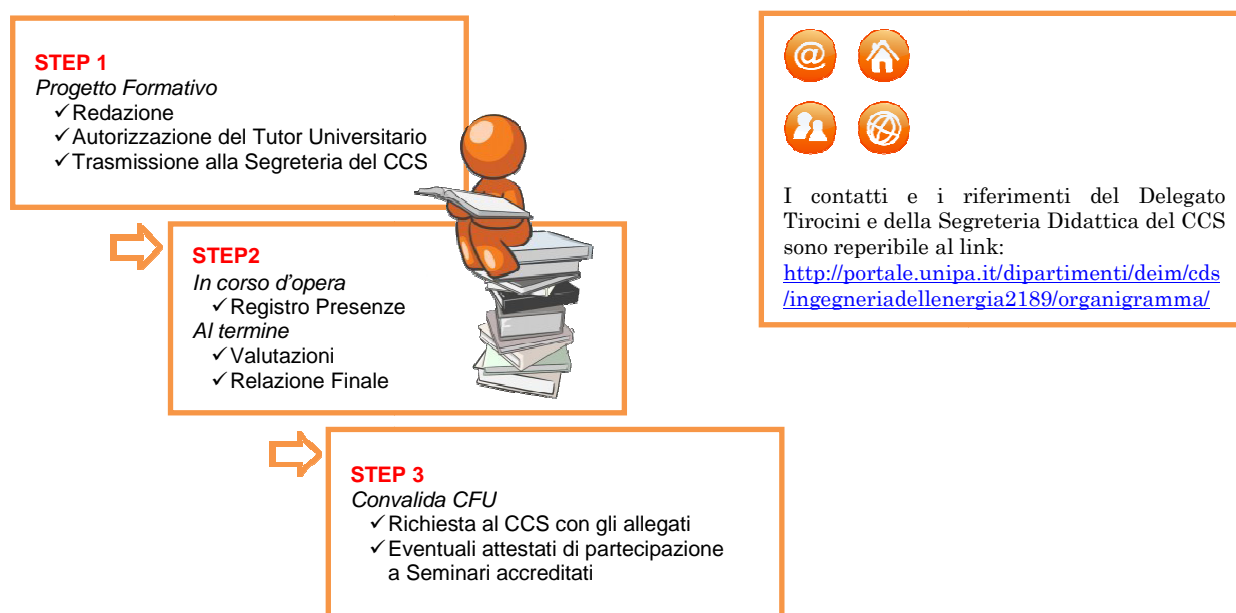 STEP 1
Progetto Formativo
✓Redazione
✓Autorizzazione del Tutor Universitario
✓Trasmissione alla Segreteria del CCS
STEP2
In corso d’opera
✓Registro Presenze
Al termine
✓Valutazioni
✓Relazione Finale
STEP 3
Convalida CFU
✓Richiesta al CCS con gli allegati
✓Eventuali attestati di partecipazione
a Seminari accreditati
@
I contatti e i riferimenti del Delegato
Tirocini e della Segreteria Didattica del CCS
sono reperibile al link:
http://portale.unipa.it/dipartimenti/deim/cds
/ingegneriadellenergia2189/organigramma/